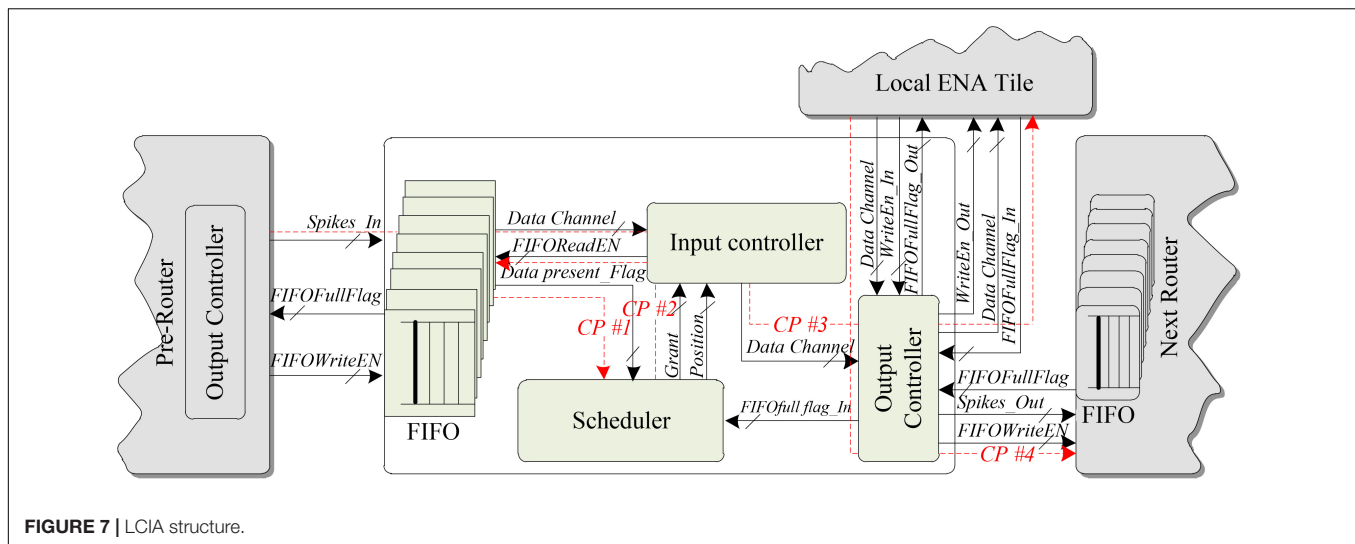 Local ENA Tile
Pre-Router
Output Controller
Spikes_In
FIFOFullFlag
FIFOWriteEN
FIFO
Data Channel
FIFOReadEN
Data present_Flag
Input controller
CP #1
CP #2
Grant
Position
CP #3
Data Channel
Scheduler
FIFOfull flag_In
Data Channel
WriteEn_In
FIFOFullFlag_Out
WriteEn_Out
Data Channel
FIFOFullFlag_In
Output
Controller
FIFOFullFlag
Spikes_Out
FIFOWriteEN
CP #4
FIFO
Next Router
FIGURE 7 | LCIA structure.